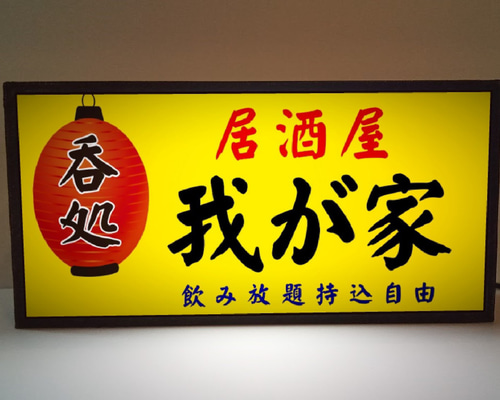 呑処
居酒屋
我が家
飲み放題持込自由